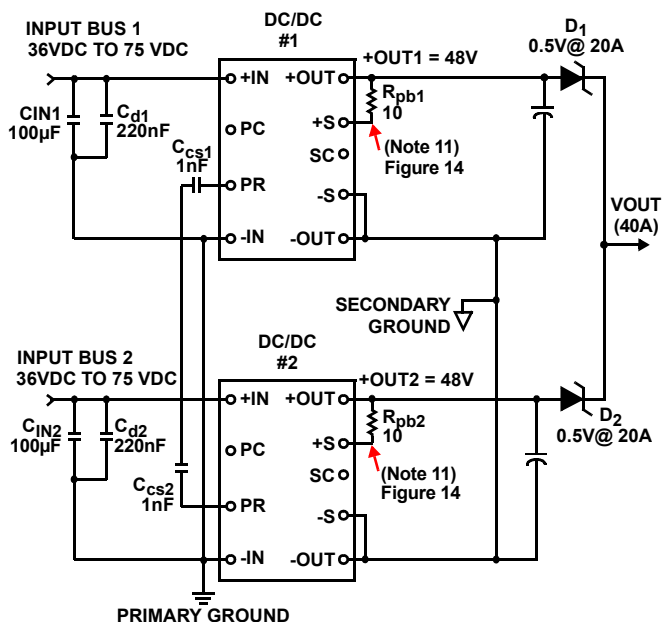 INPUT BUS 1
36VDC TO 75 VDC
DC/DC
#1
+OUT1 = 48V
D1
0.5V@ 20A
CIN1
100µF
Cd1
220nF
+IN
+OUT
Rpb1
10
PC
+S
(Note 11)
Figure 14
Ccs1
1nF
SC
PR
-S
VOUT
(40A)
-IN
-OUT
SECONDARY
GROUND
INPUT BUS 2
36VDC TO 75 VDC
DC/DC
#2
+OUT2 = 48V
D2
0.5V@ 20A
CIN2
100µF
Cd2
220nF
+IN
+OUT
Rpb2
10
PC
+S
(Note 11)
Figure 14
Ccs2
1nF
SC
PR
-S
-IN
-OUT
PRIMARY GROUND